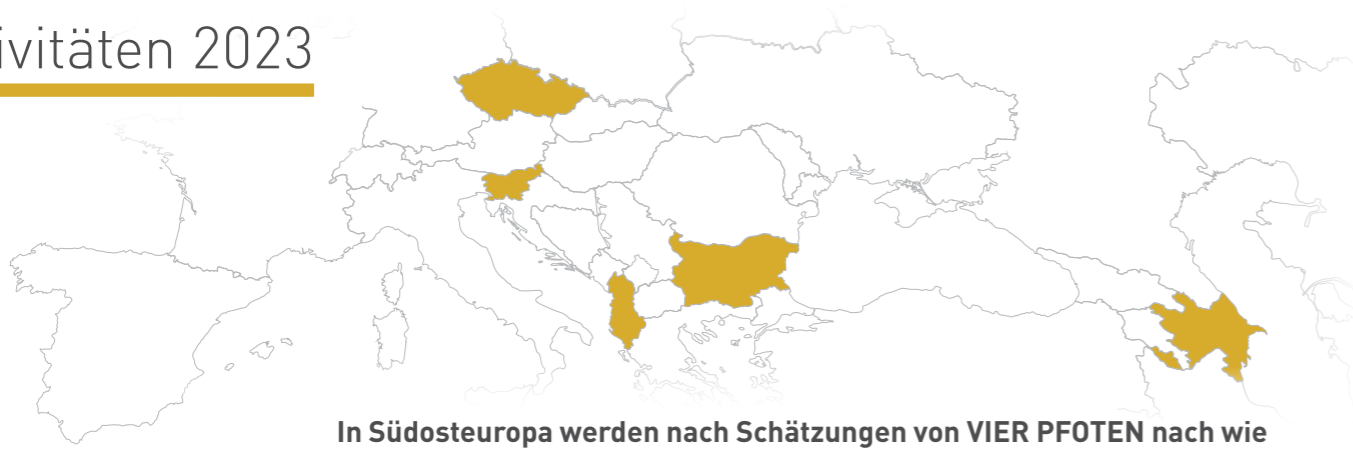 ivitäten 2023
In Südosteuropa werden nach Schätzungen von VIER PFOTEN nach wie